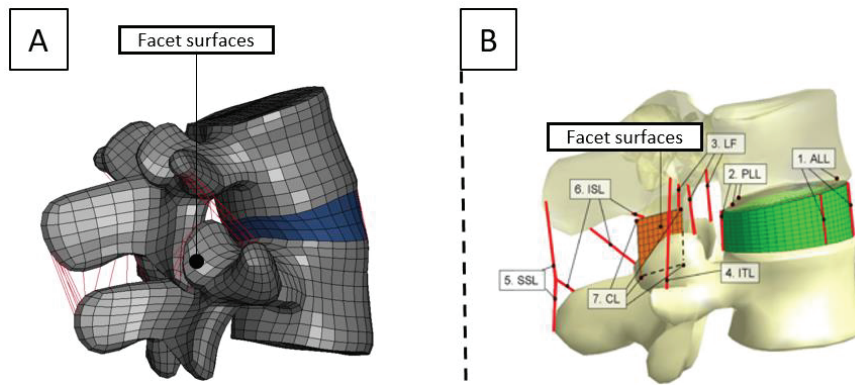 A
Facet surfaces
B
Facet surfaces
3. LF
1. ALL
2. PLL
6. ISL
5. SSL
4. ITL
7. CL